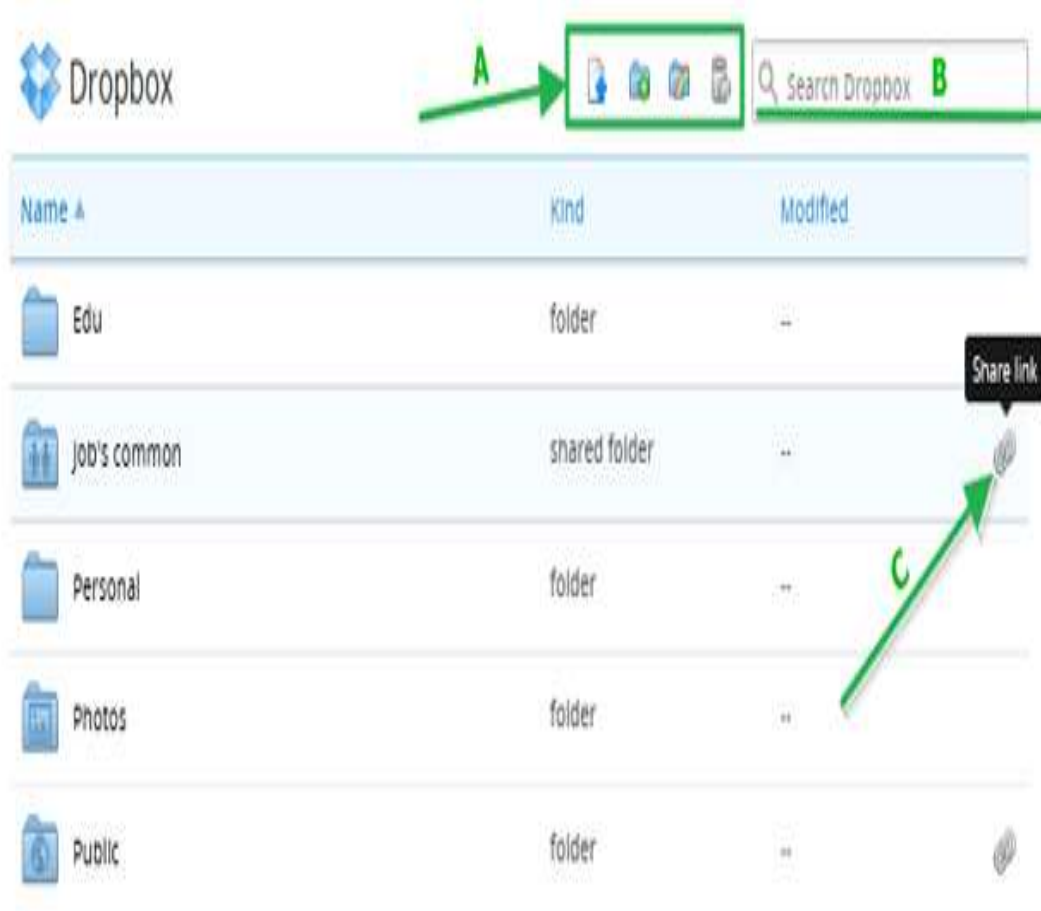 Dropbox
A
Search Dropbox B
Name Kind Modified
Edu folder --
Share link
Job's common shared folder --
C
Personal folder --
Photos folder --
Public folder --